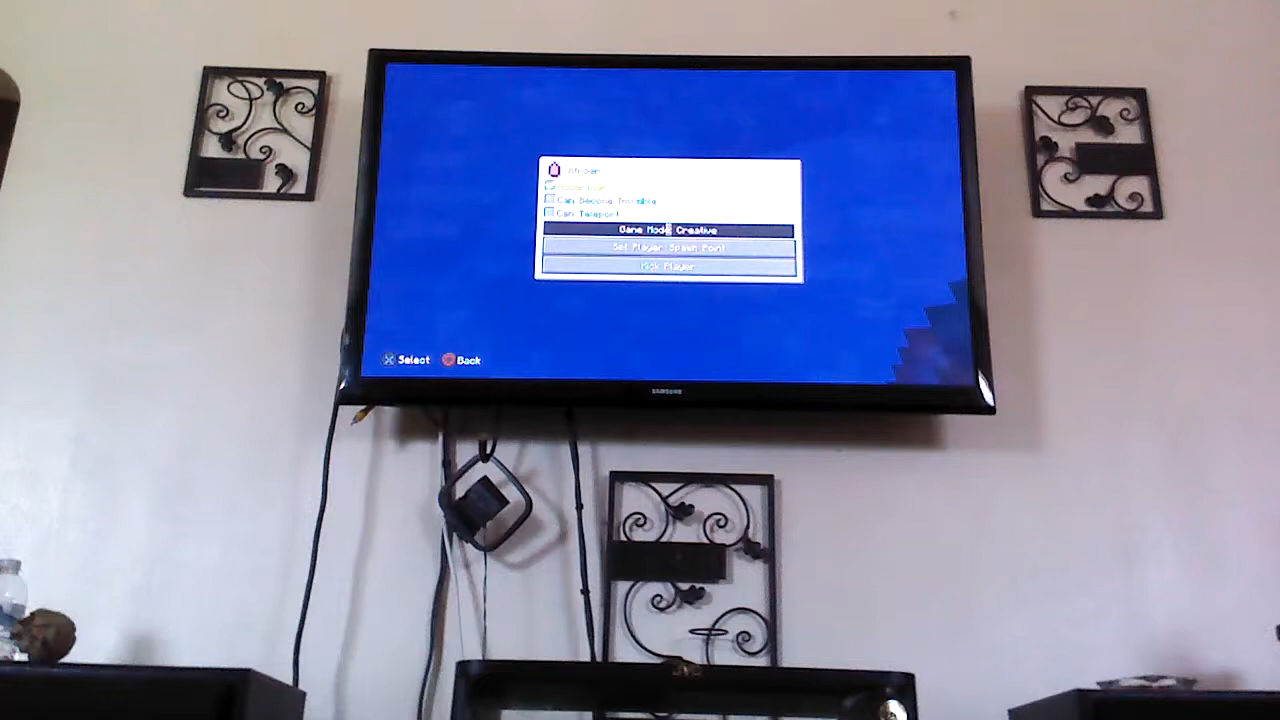 Can Become Invisible
Can Teleport
Game Mode: Creative
Set Player Spawn Point
Kick Player
Select Back
SAMSUNG